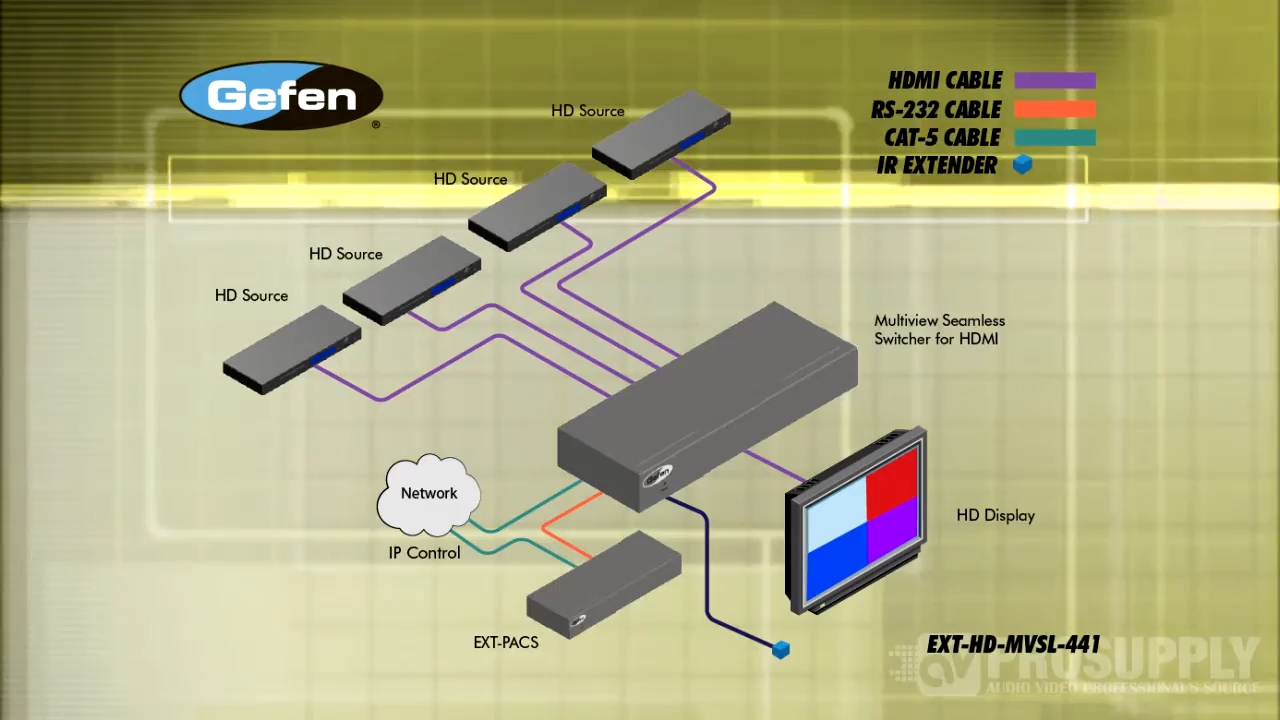 Gefen
®
HDMI CABLE
RS-232 CABLE
CAT-5 CABLE
IR EXTENDER
HD Source
HD Source
HD Source
HD Source
Multiview Seamless
Switcher for HDMI
Gefen
Network
IP Control
HD Display
EXT-PACS
EXT-HD-MVSL-441
av PROSUPPLY
AUDIO VIDEO PROFESSIONAL'S SOURCE